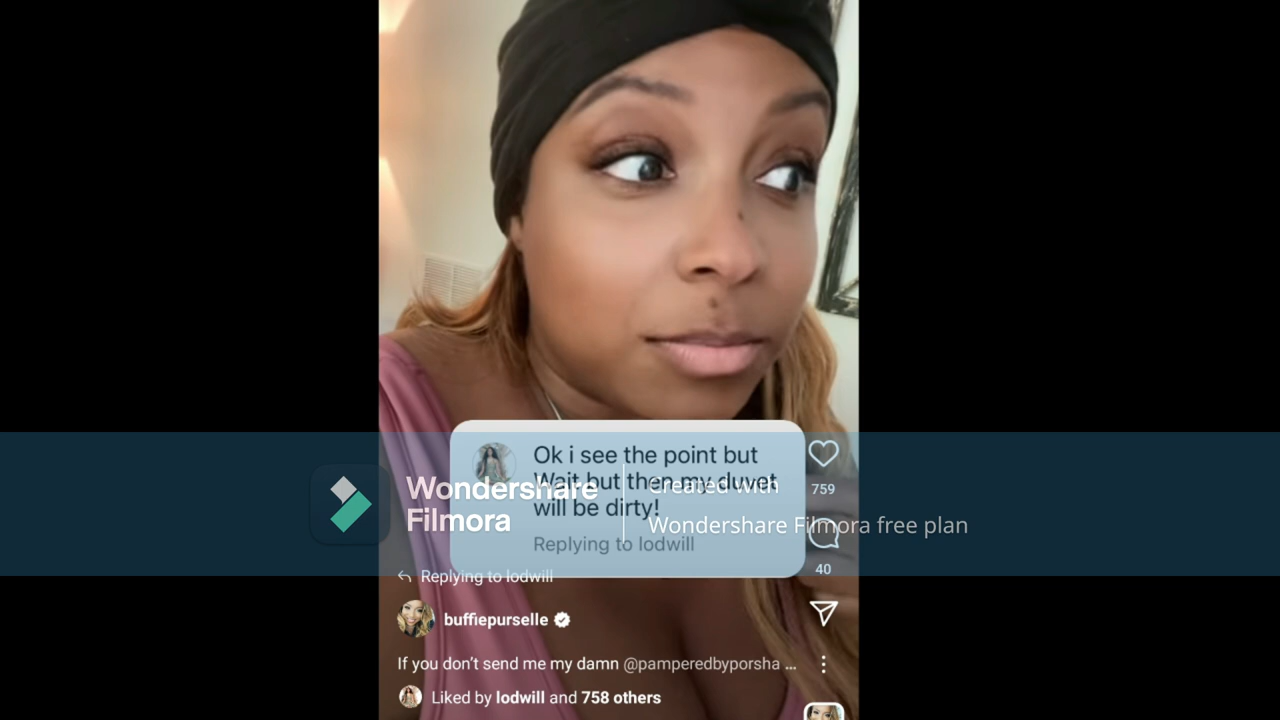 Ok i see the point but
Wait but then my duvet
will be dirty!
Replying to lodwill
Wondershare
Filmora
Created with
Wondershare Filmora free plan
759
40
Replying to lodwill
buffiepurselle
If you don’t send me my damn @pamperedbyporsha ...
Liked by lodwill and 758 others